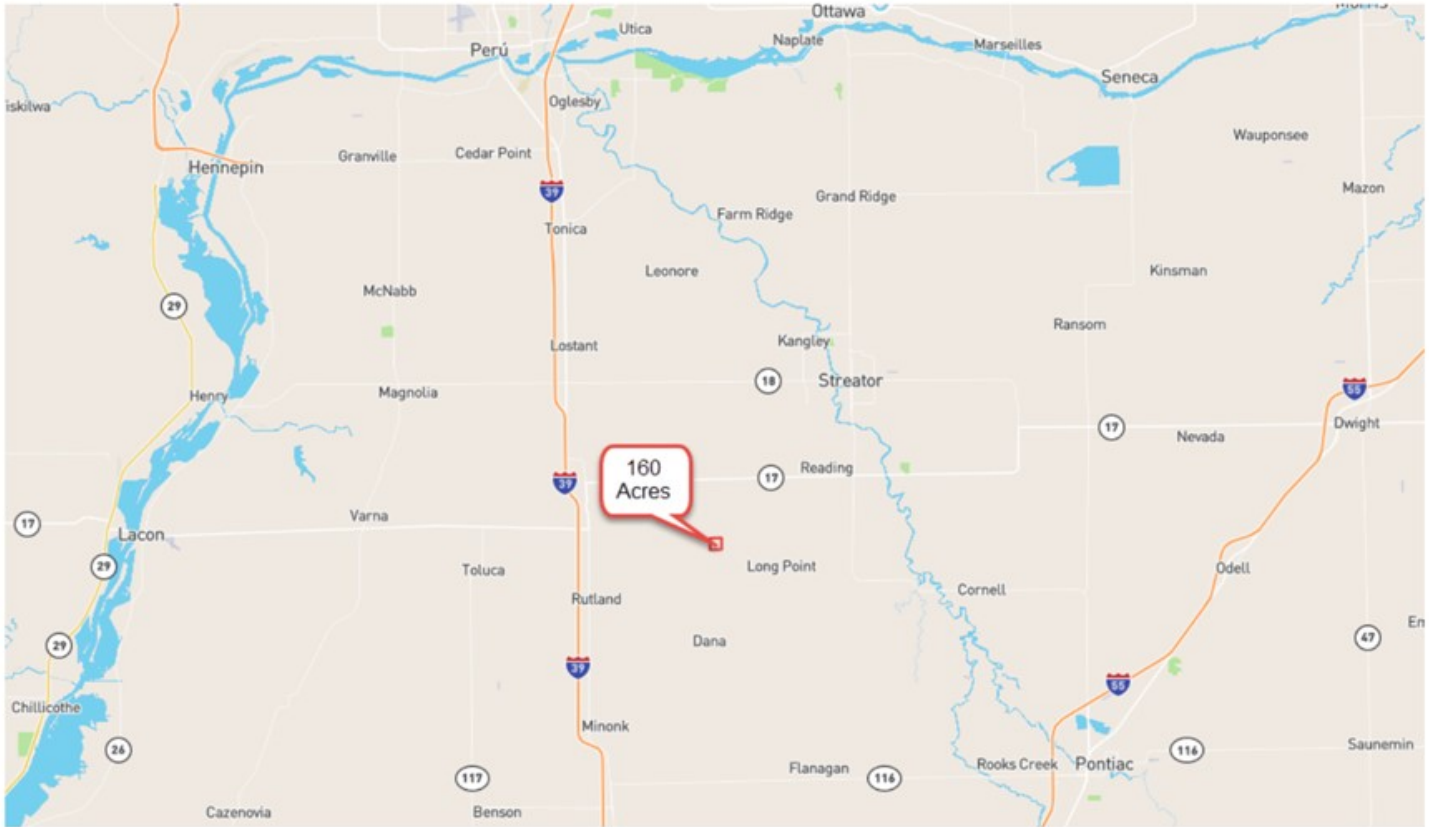 Ottawa
Utica
Naplate
Perú
Marseilles
Seneca
Oglesby
iskilwa
Wauponsee
Cedar Point
Granville
Hennepin
39
Mazon
Grand Ridge
Farm Ridge
Tonica
Leonore
Kinsman
McNabb
29
Ransom
Kangley
Lostant
18
Streator
55
Magnolia
Henry
Dwight
17
Nevada
160
Acres
Reading
17
39
Varna
17
Lacon
29
Long Point
Odell
Toluca
Cornell
Rutland
En
47
Dana
29
39
55
Chillicothe
Minonk
26
116
Saunemin
Rooks Creek
Pontiac
Flanagan
116
117
Cazenovia
Benson